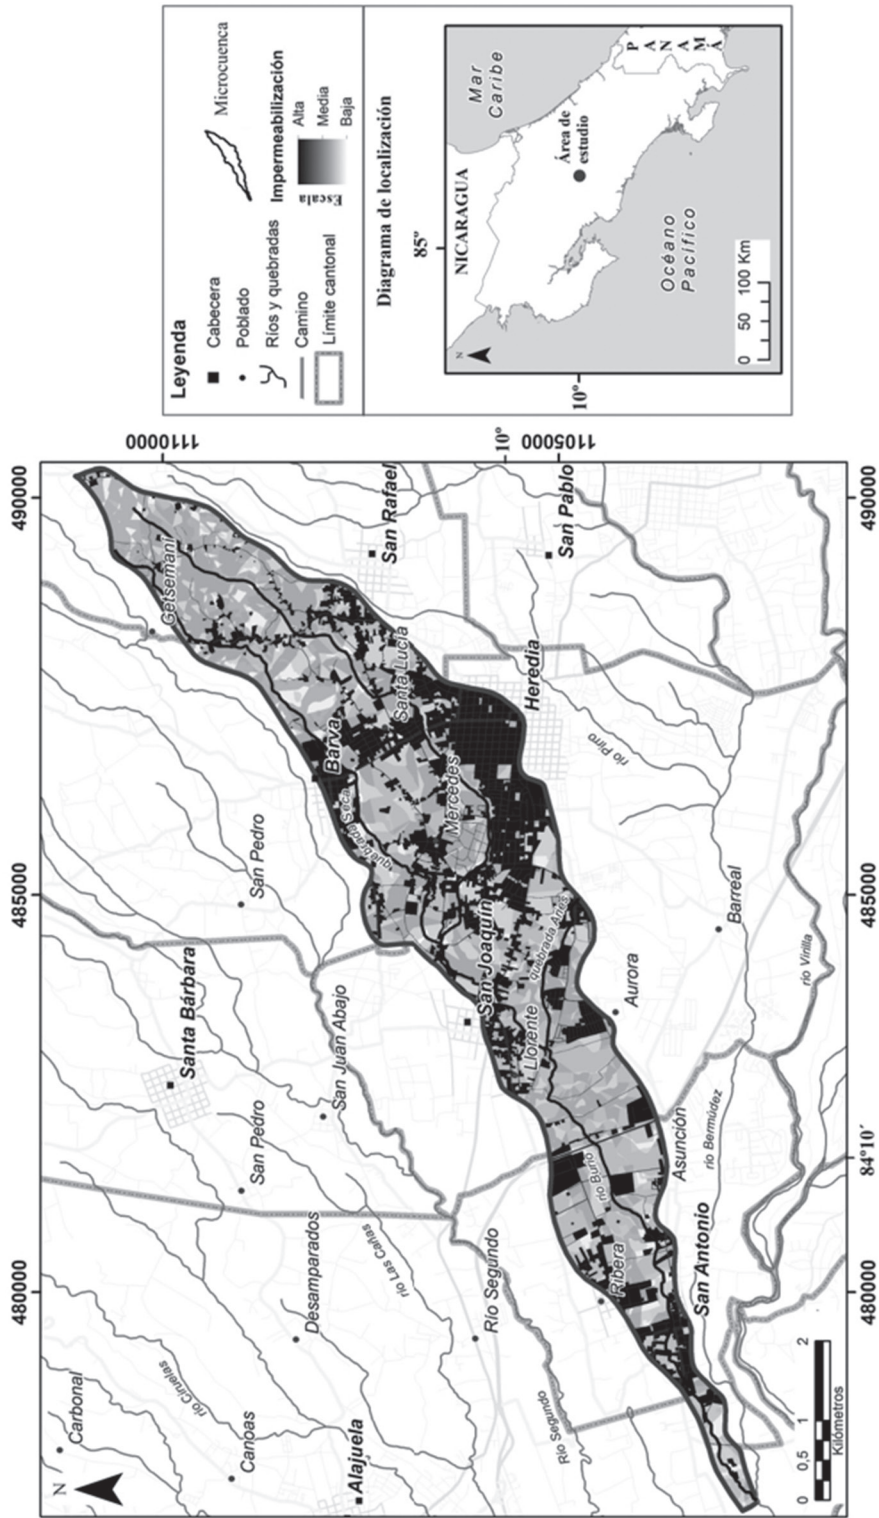 490000
485000
480000
1110000
10°
1105000
490000
485000
84°10´
480000
N
Carbonal
Canoas
Alajuela
río Ciruelas
Desamparados
río Las Cañas
San Pedro
Santa Bárbara
San Pedro
San Juan Abajo
Río Segundo
Río Segundo
Getsemaní
San Rafael
San Pablo
Barva
Santa Lucía
Heredia
Mercedes
quebrada Seca
río Pirro
San Joaquín
quebrada Aries
Llorente
Aurora
Barreal
río Virilla
río Burío
Asunción
río Bermúdez
Ribera
San Antonio
0 0,5 1 2
Kilómetros
Leyenda
Cabecera
Poblado
Ríos y quebradas
Camino
Límite cantonal
Microcuenca
Impermeabilización
Escala
Alta
Media
Baja
Diagrama de localización
85°
10°
N
NICARAGUA
Mar
Caribe
PANAMÁ
Área de
estudio
Océano
Pacífico
0 50 100 Km